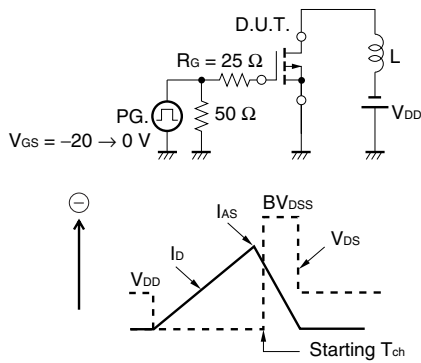 D.U.T.
RG = 25 Ω
L
PG.
50 Ω
VDD
VGS = −20 → 0 V
−
IAS
BVDSS
ID
VDS
VDD
Starting Tch